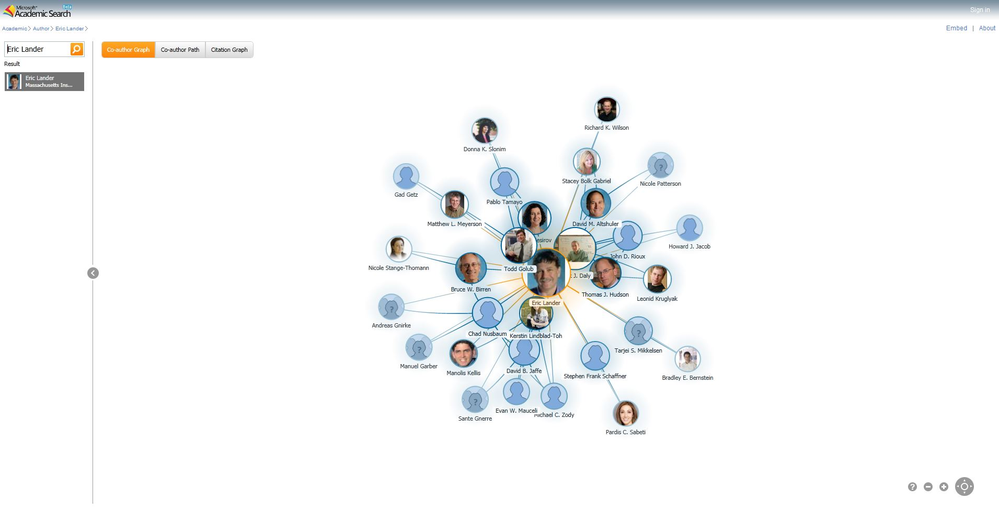 Microsoft®
Academic Search
Beta
Sign in
Academic > Author > Eric Lander >
Embed | About
Eric Lander
Result
Eric Lander
Massachusetts Ins...
Co-author Graph
Co-author Path
Citation Graph
Richard K. Wilson
Donna K. Slonim
Stacey Bolk Gabriel
Nicole Patterson
Gad Getz
Pablo Tamayo
Matthew L. Meyerson
David M. Altshuler
esirov
Howard J. Jacob
John D. Rioux
Nicole Stange-Thomann
Todd Golub
J. Daly
Bruce W. Birren
Thomas J. Hudson
Leonid Kruglyak
Eric Lander
Andreas Gnirke
Chad Nusbaum
Kerstin Lindblad-Toh
Tarjei S. Mikkelsen
Manuel Garber
Manolis Kellis
David B. Jaffe
Stephen Frank Schaffner
Bradley E. Bernstein
Evan W. Mauceli
Michael C. Zody
Sante Gnerre
Pardis C. Sabeti